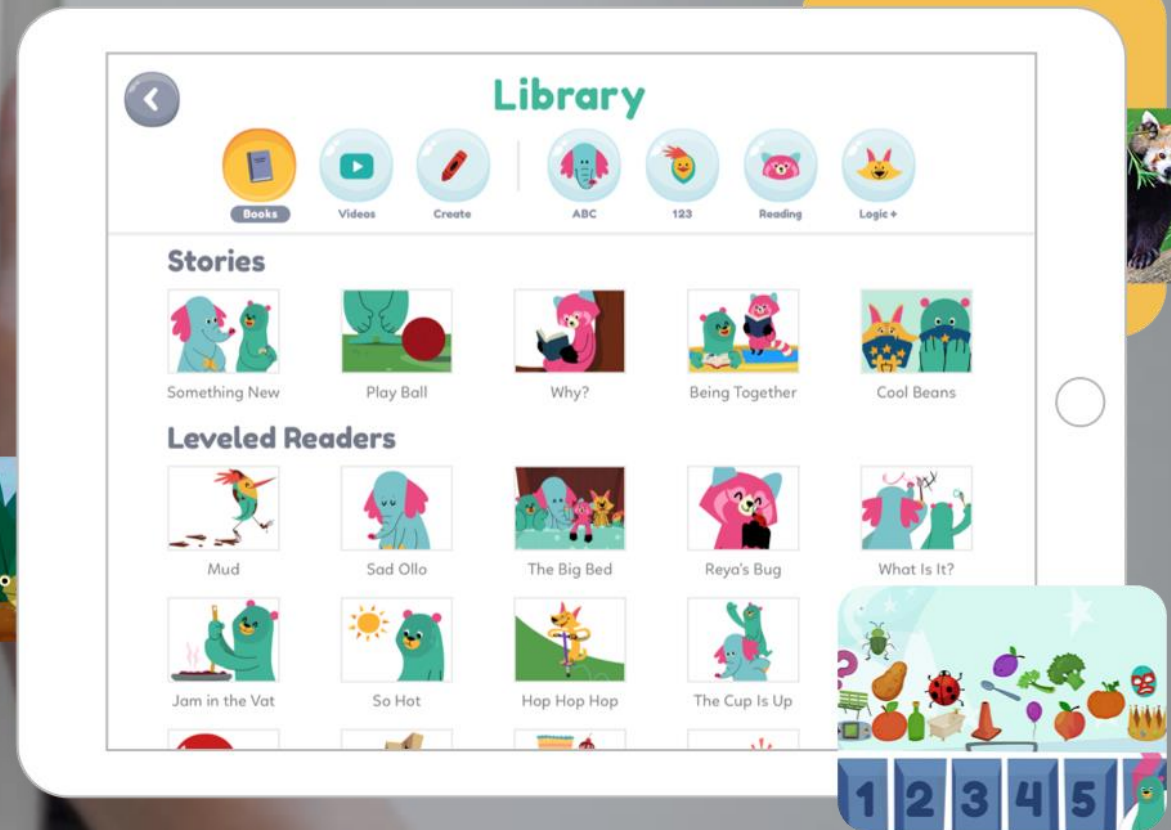 Library
Books Videos Create ABC 123 Reading Logic +
Stories
Something New Play Ball Why? Being Together Cool Beans
Leveled Readers
Mud Sad Ollo The Big Bed Reya's Bug What Is It?
Jam in the Vat So Hot Hop Hop Hop The Cup Is Up
?
1 2 3 4 5